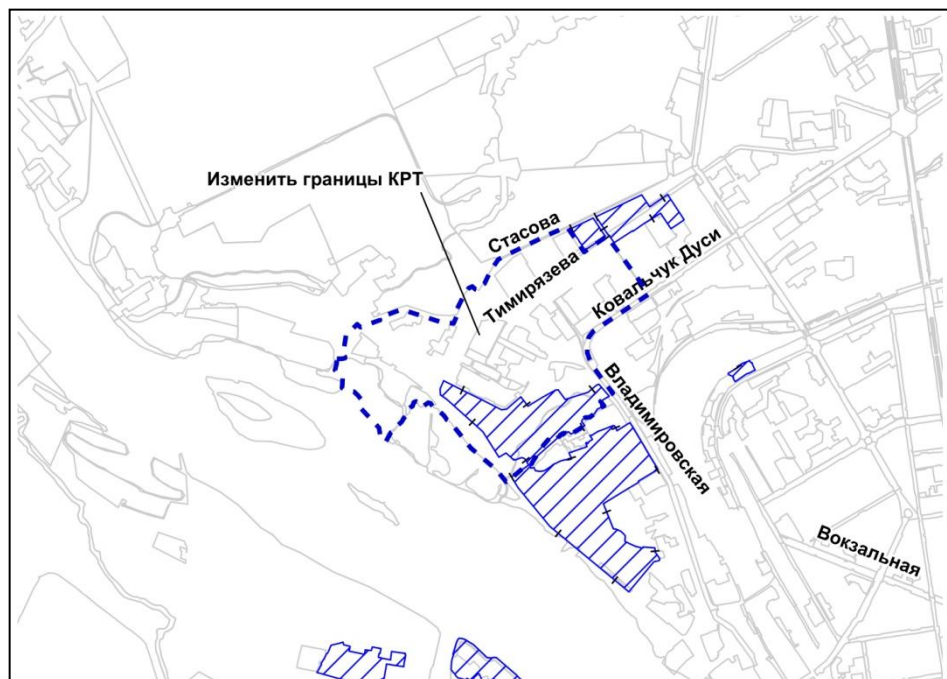 Изменить границы КРТ
Стасова
Тимирязева
Ковальчук Дуси
Владимировская
Вокзальная